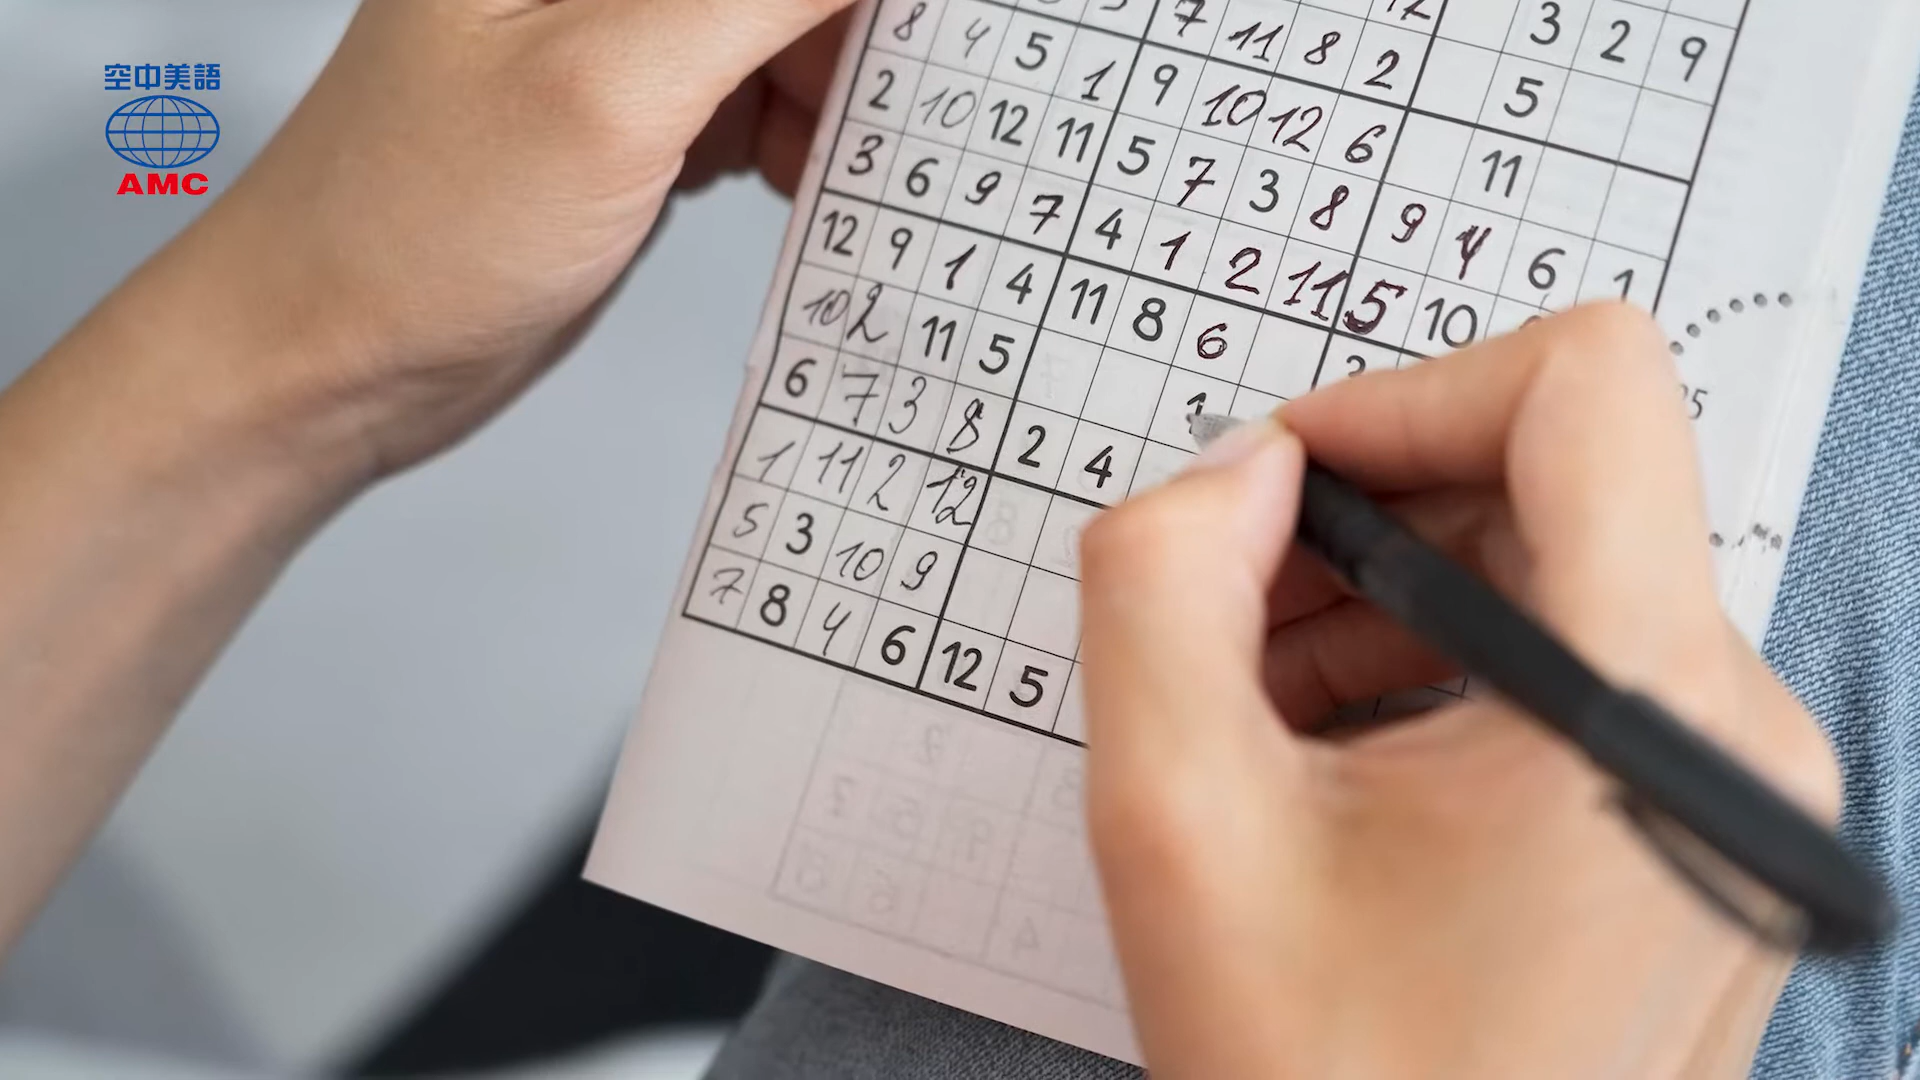 空中美語
AMC
12 3 2 9
7 11 8 2 5
8 4 5 1 9 10 12 6 11
2 10 12 11 5 7 3 8 9 4 6 1
3 6 9 7 4 1 2 11 5 10
12 9 1 4 11 8 6
10 2 11 5 1
6 7 3 8 2 4
1 11 2 12
5 3 10 9
7 8 4 6 12 5